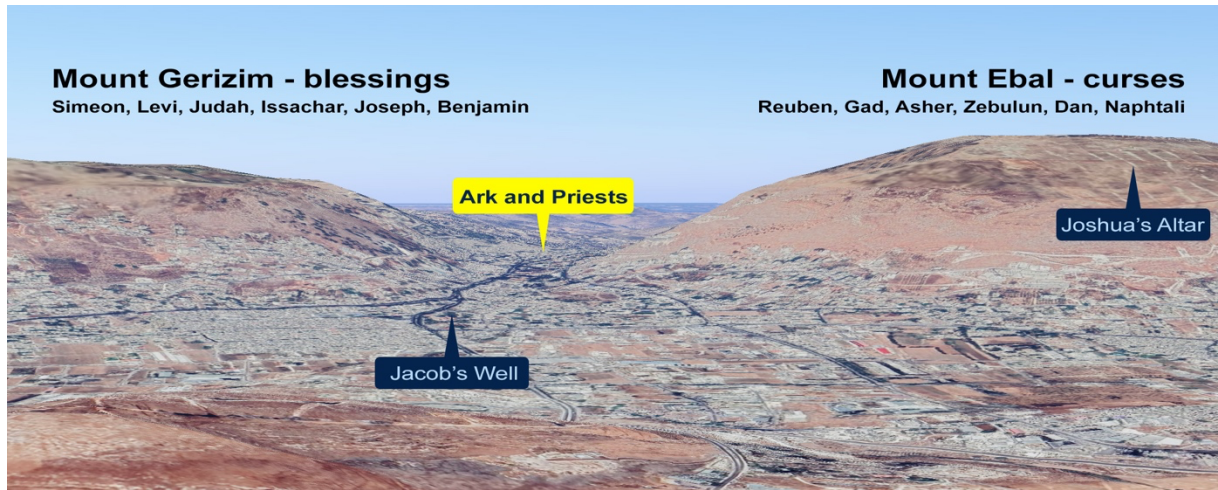 Mount Gerizim - blessings
Simeon, Levi, Judah, Issachar, Joseph, Benjamin
Mount Ebal - curses
Reuben, Gad, Asher, Zebulun, Dan, Naphtali
Ark and Priests
Joshua's Altar
Jacob's Well